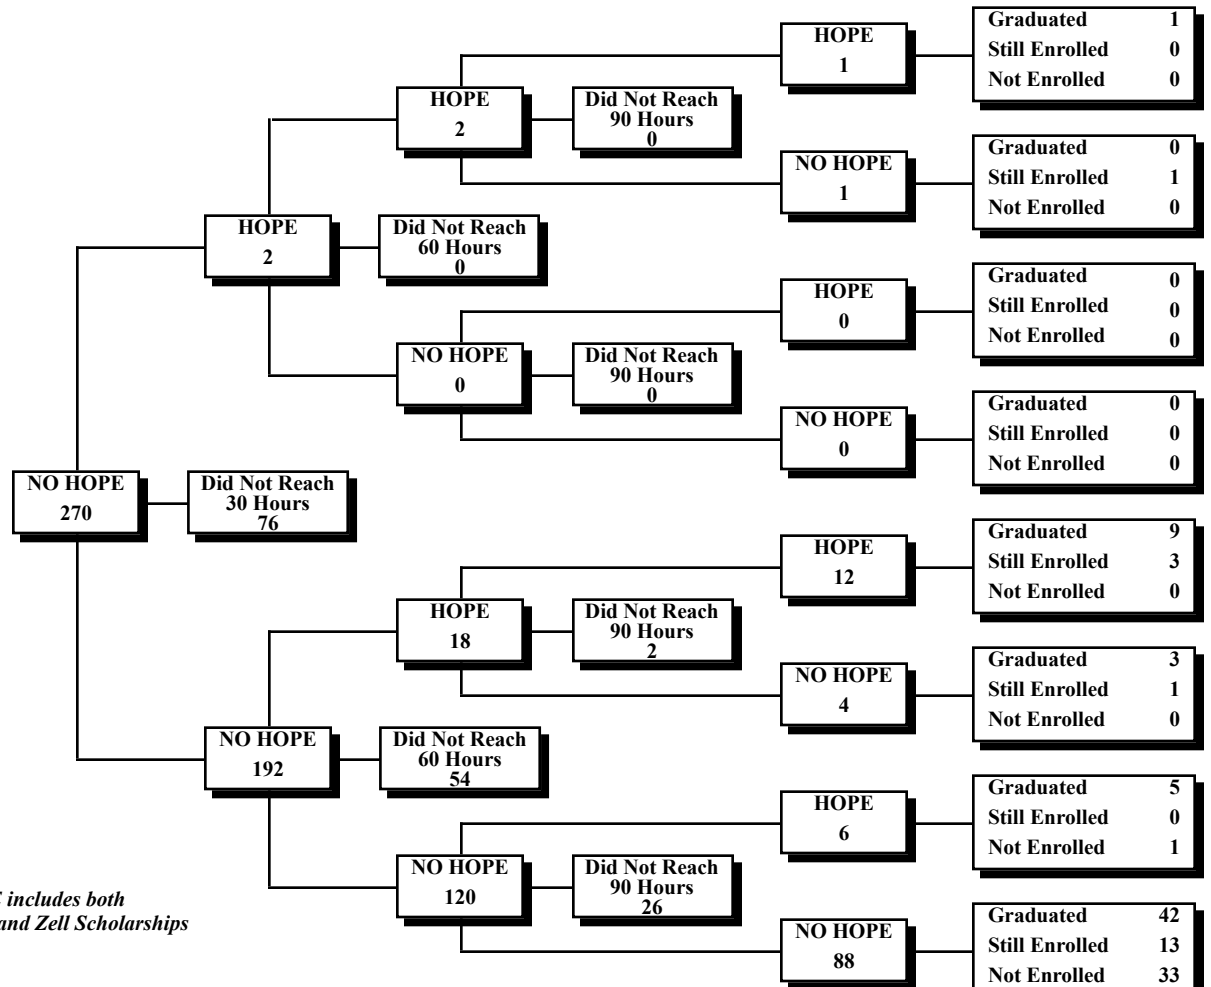 HOPE
1
Graduated 1
Still Enrolled 0
Not Enrolled 0
HOPE
2
Did Not Reach
90 Hours
0
NO HOPE
1
Graduated 0
Still Enrolled 1
Not Enrolled 0
HOPE
2
Did Not Reach
60 Hours
0
HOPE
0
Graduated 0
Still Enrolled 0
Not Enrolled 0
NO HOPE
0
Did Not Reach
90 Hours
0
NO HOPE
0
Graduated 0
Still Enrolled 0
Not Enrolled 0
NO HOPE
270
Did Not Reach
30 Hours
76
HOPE
12
Graduated 9
Still Enrolled 3
Not Enrolled 0
HOPE
18
Did Not Reach
90 Hours
2
NO HOPE
4
Graduated 3
Still Enrolled 1
Not Enrolled 0
NO HOPE
192
Did Not Reach
60 Hours
54
HOPE
6
Graduated 5
Still Enrolled 0
Not Enrolled 1
NO HOPE
120
Did Not Reach
90 Hours
26
includes both
and Zell Scholarships
NO HOPE
88
Graduated 42
Still Enrolled 13
Not Enrolled 33